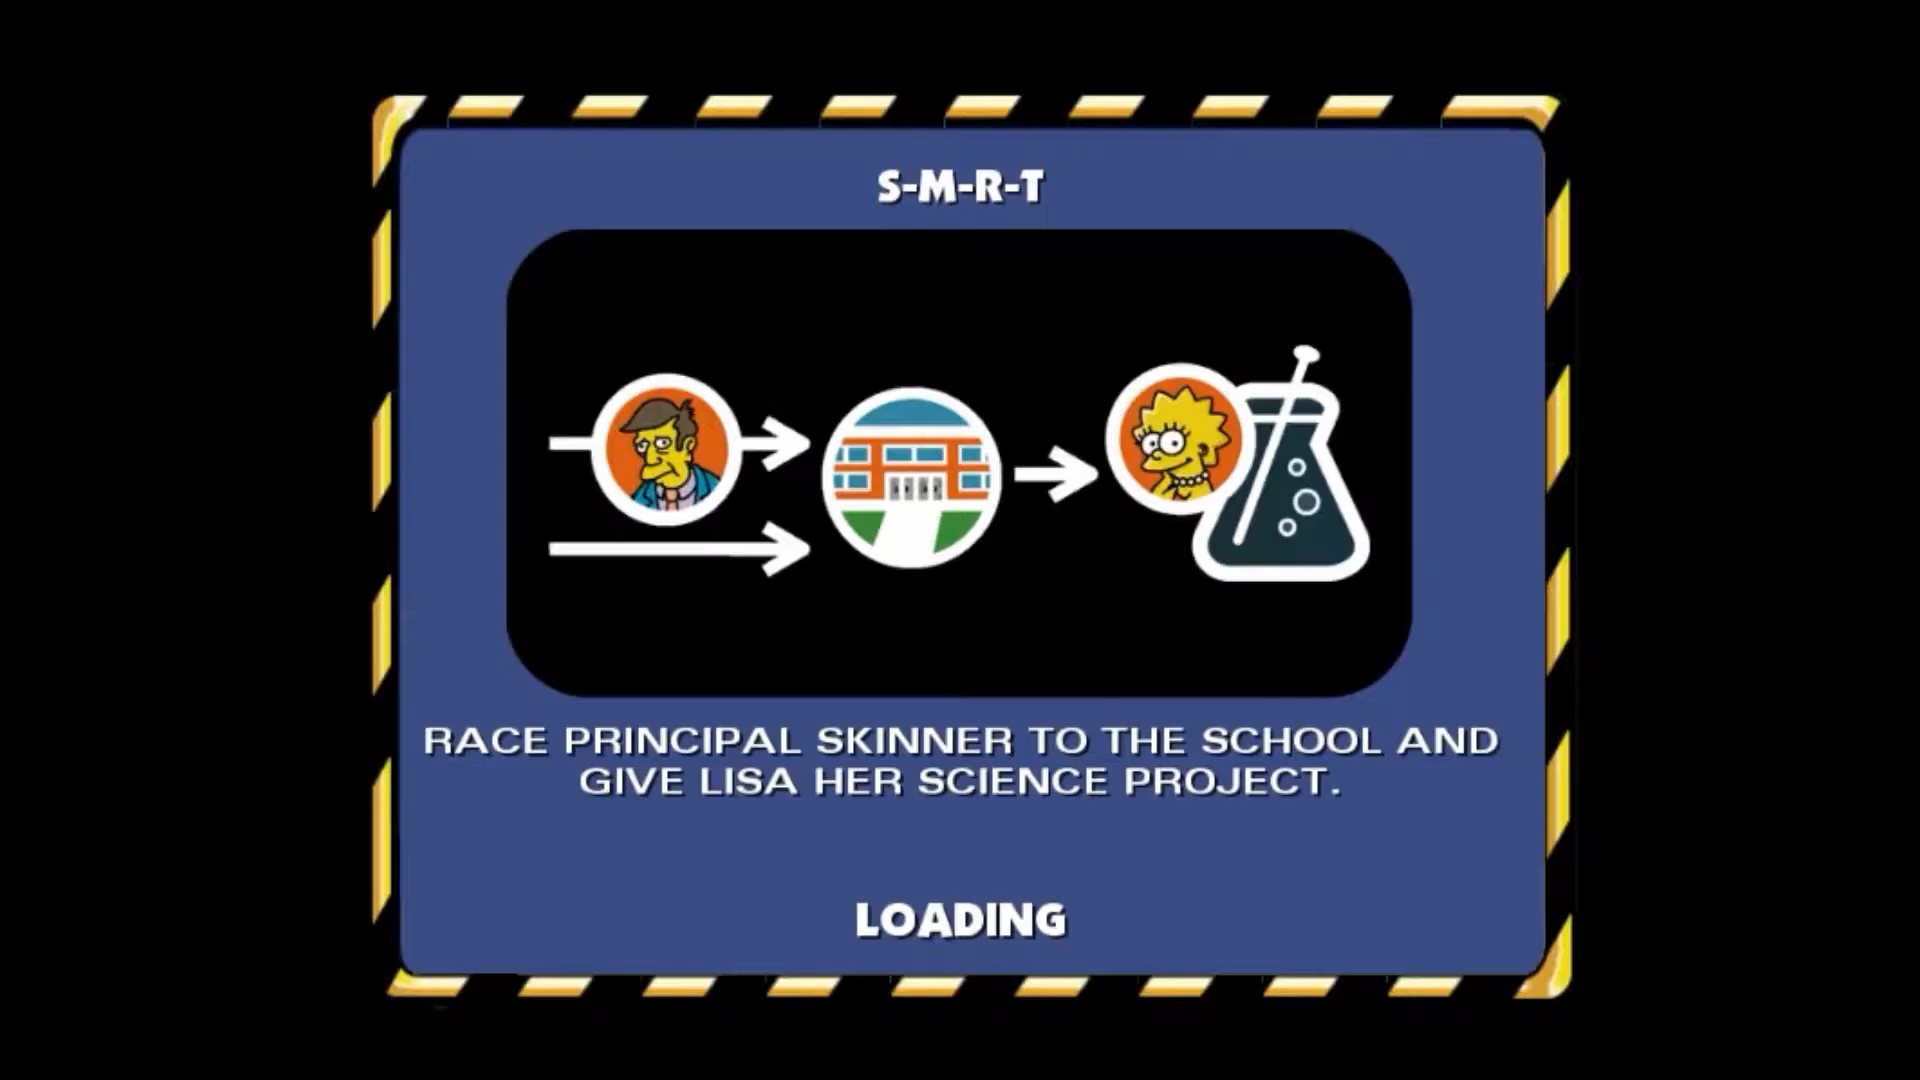 S-M-R-T
RACE PRINCIPAL SKINNER TO THE SCHOOL AND
GIVE LISA HER SCIENCE PROJECT.
LOADING